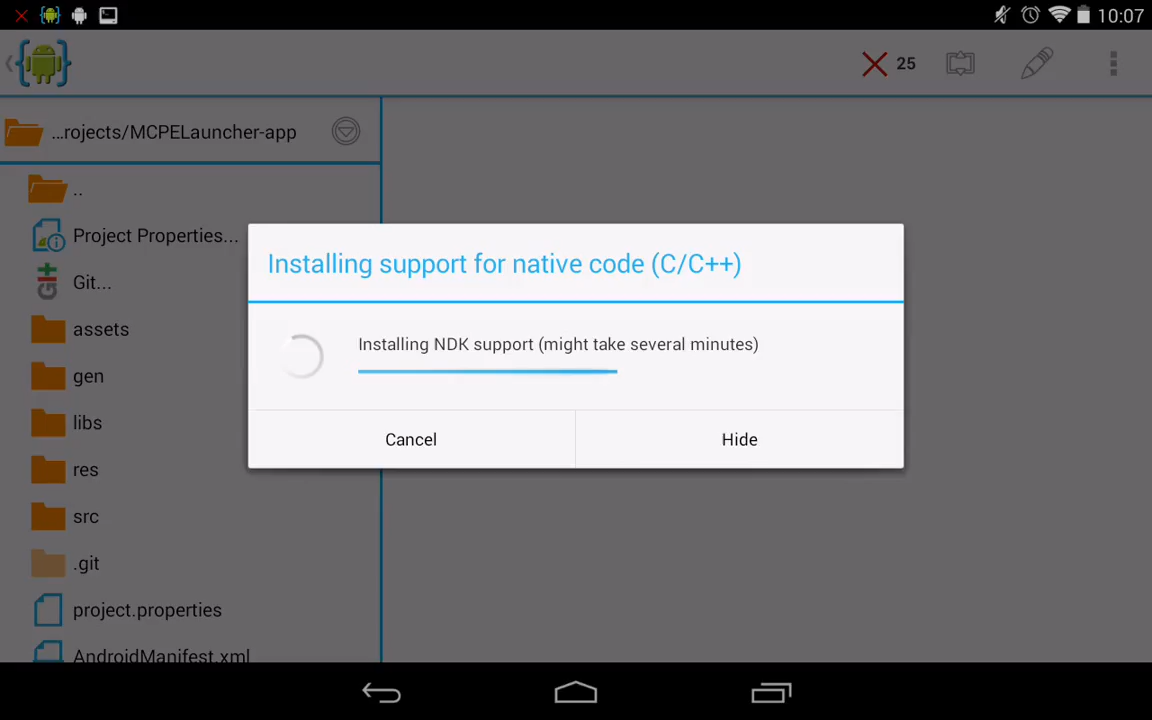 10:07
25
...rojects/MCPELauncher-app
..
Project Properties...
Git...
assets
gen
libs
res
src
.git
project.properties
AndroidManifest.xml
Installing support for native code (C/C++)
Installing NDK support (might take several minutes)
Cancel
Hide